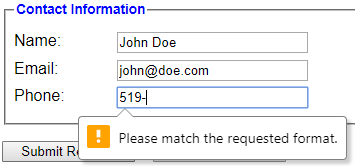 Contact Information
Name: John Doe
Email: john@doe.com
Phone: 519-
Please match the requested format.
Submit